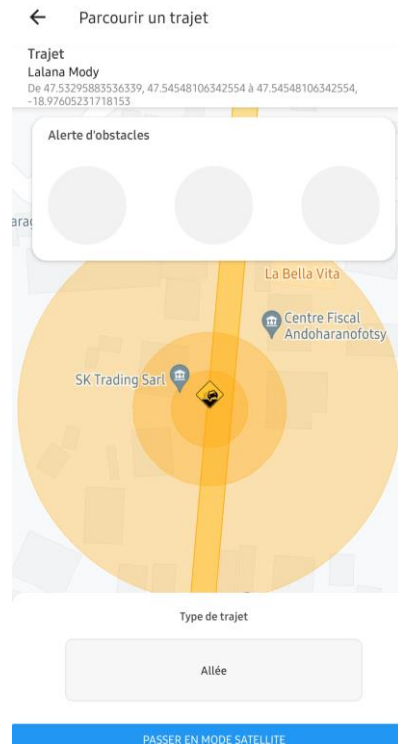 Parcourir un trajet
Trajet
Lalana Mody
De 47.53295883536339, 47.54548106342554 à 47.54548106342554,
-18.97605231718153
Alerte d'obstacles
La Bella Vita
Centre Fiscal
Andoharanofotsy
SK Trading Sarl
Type de trajet
Allée
PASSER EN MODE SATELLITE